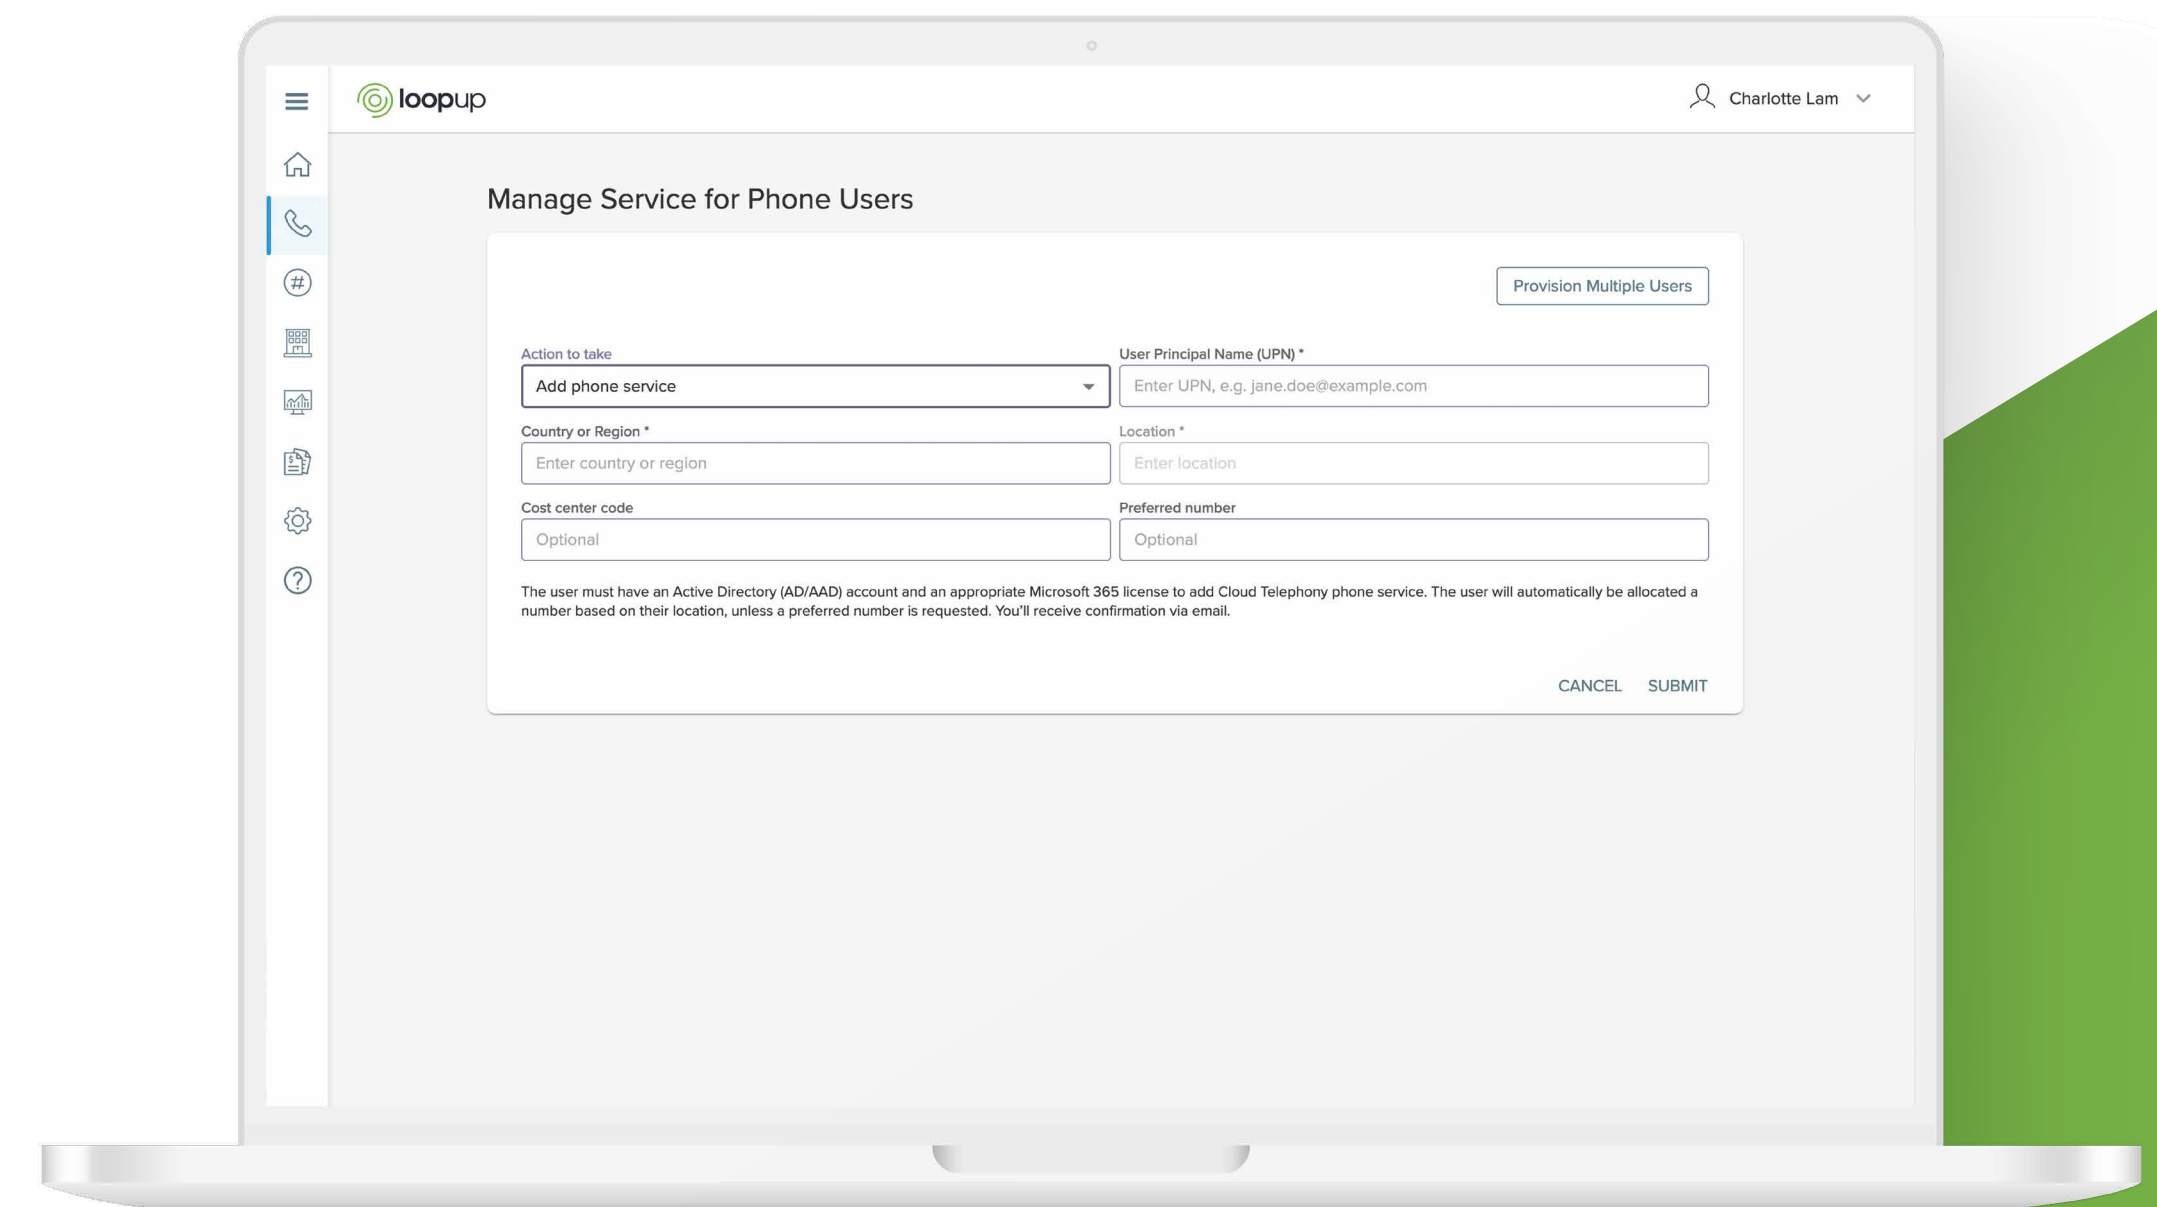 loopup
Charlotte Lam
Manage Service for Phone Users
Provision Multiple Users
Action to take
Add phone service
User Principal Name (UPN) *
Enter UPN, e.g. jane.doe@example.com
Country or Region *
Enter country or region
Location *
Enter location
Cost center code
Optional
Preferred number
Optional
The user must have an Active Directory (AD/AAD) account and an appropriate Microsoft 365 license to add Cloud Telephony phone service. The user will automatically be allocated a
number based on their location, unless a preferred number is requested. You'll receive confirmation via email.
CANCEL SUBMIT